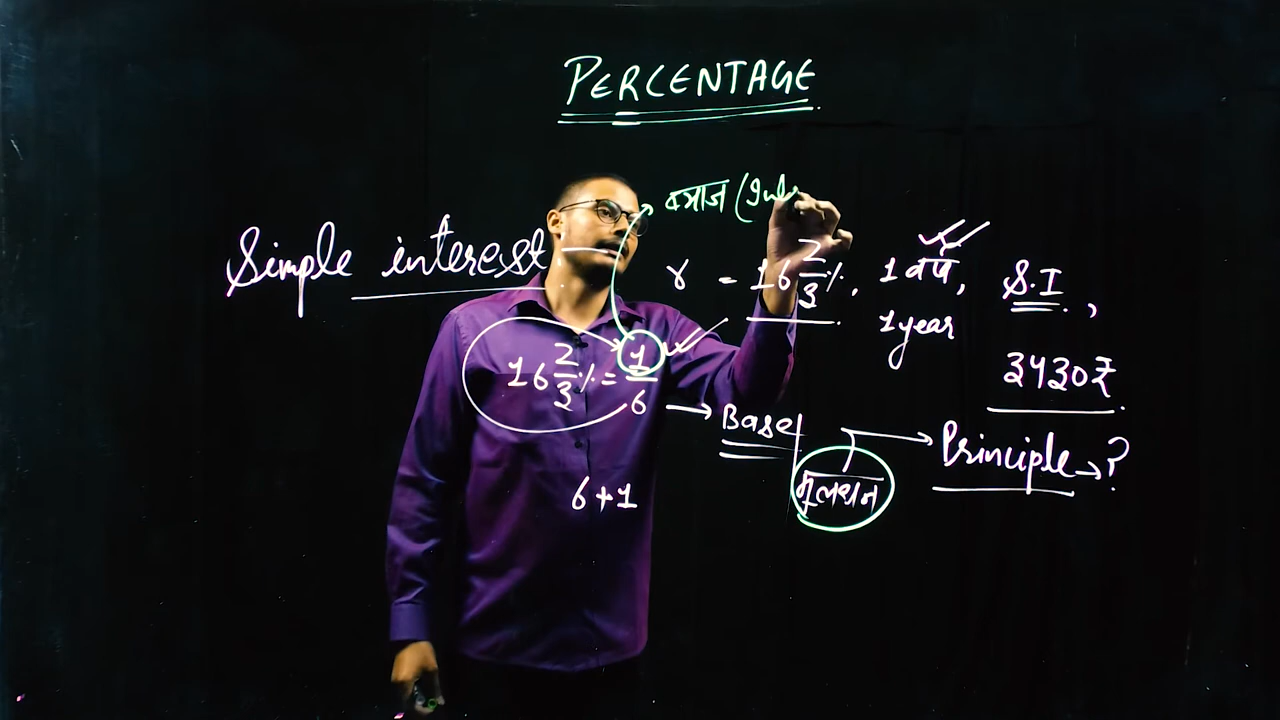 PERCENTAGE
ब्याज (Inte
Simple interest
r = 16 2/3 %, 1 वर्ष, S.I,
1 year
3430₹
16 2/3 % = 1/6 → Base
मूलधन → Principle → ?
6+1